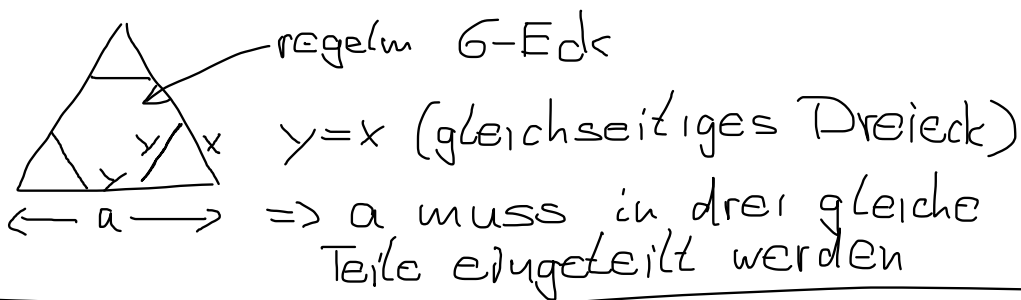 regelm 6-Eck
y=x (gleichseitiges Dreieck)
y y x
<— a —> => a muss in drei gleiche
Teile eingeteilt werden